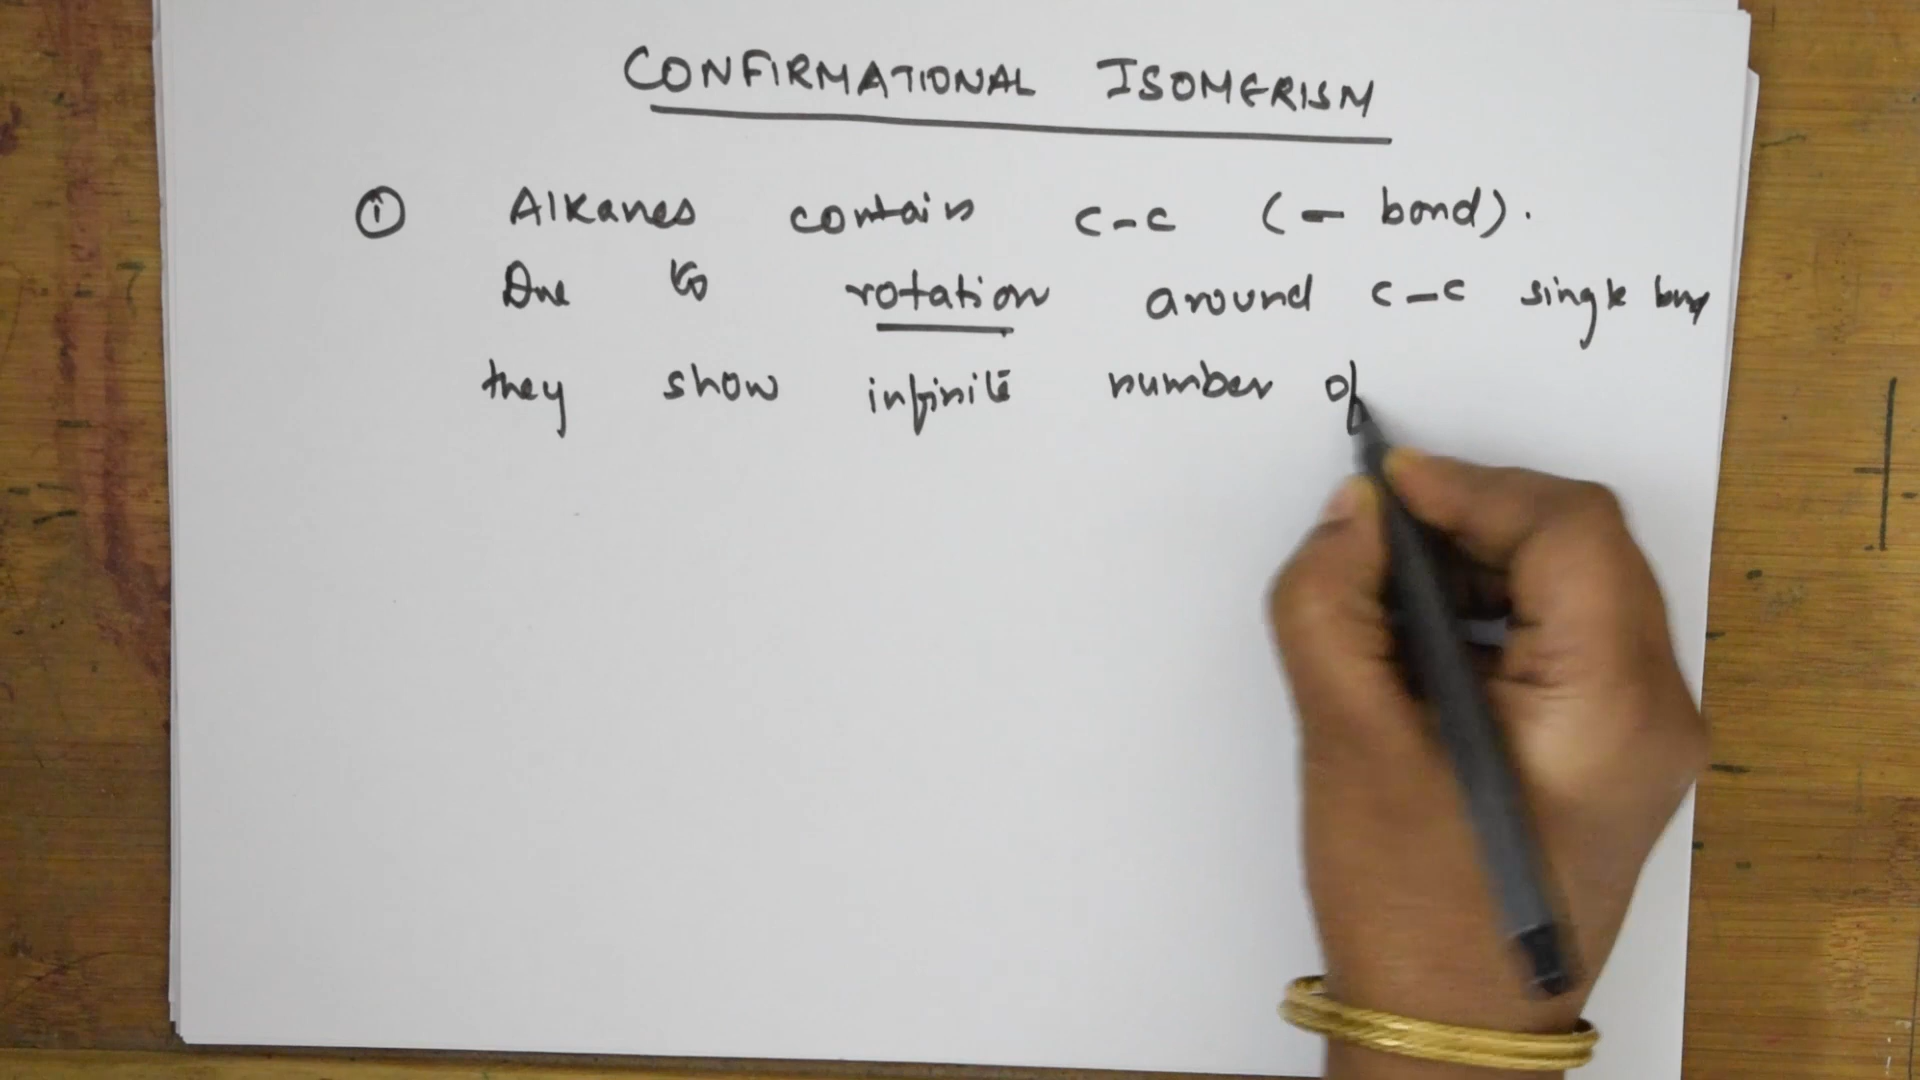 CONFIRMATIONAL ISOMERISM
① Alkanes contain C-C (- bond).
Due to rotation around C-C single bond
they show infinite number of